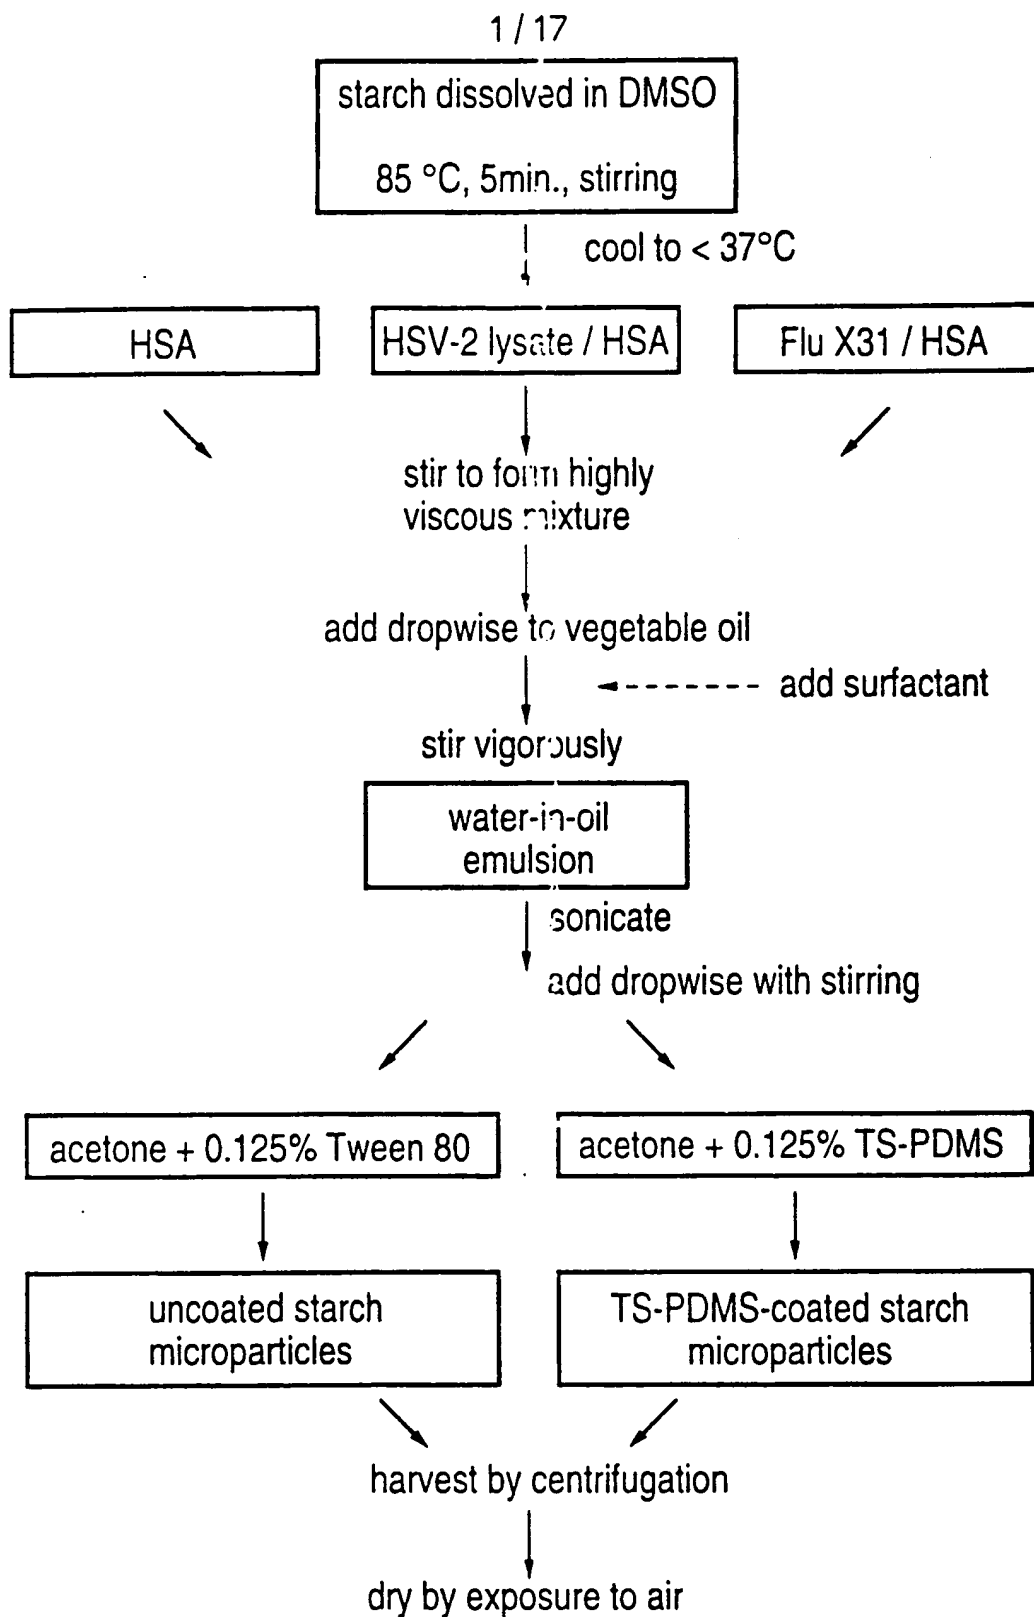 1 / 17
starch dissolved in DMSO
85 °C, 5min., stirring
cool to < 37°C
HSA
HSV-2 lysate / HSA
Flu X31 / HSA
stir to form highly
viscous mixture
add dropwise to vegetable oil
add surfactant
stir vigorously
water-in-oil
emulsion
sonicate
add dropwise with stirring
acetone + 0.125% Tween 80
acetone + 0.125% TS-PDMS
uncoated starch
microparticles
TS-PDMS-coated starch
microparticles
harvest by centrifugation
dry by exposure to air